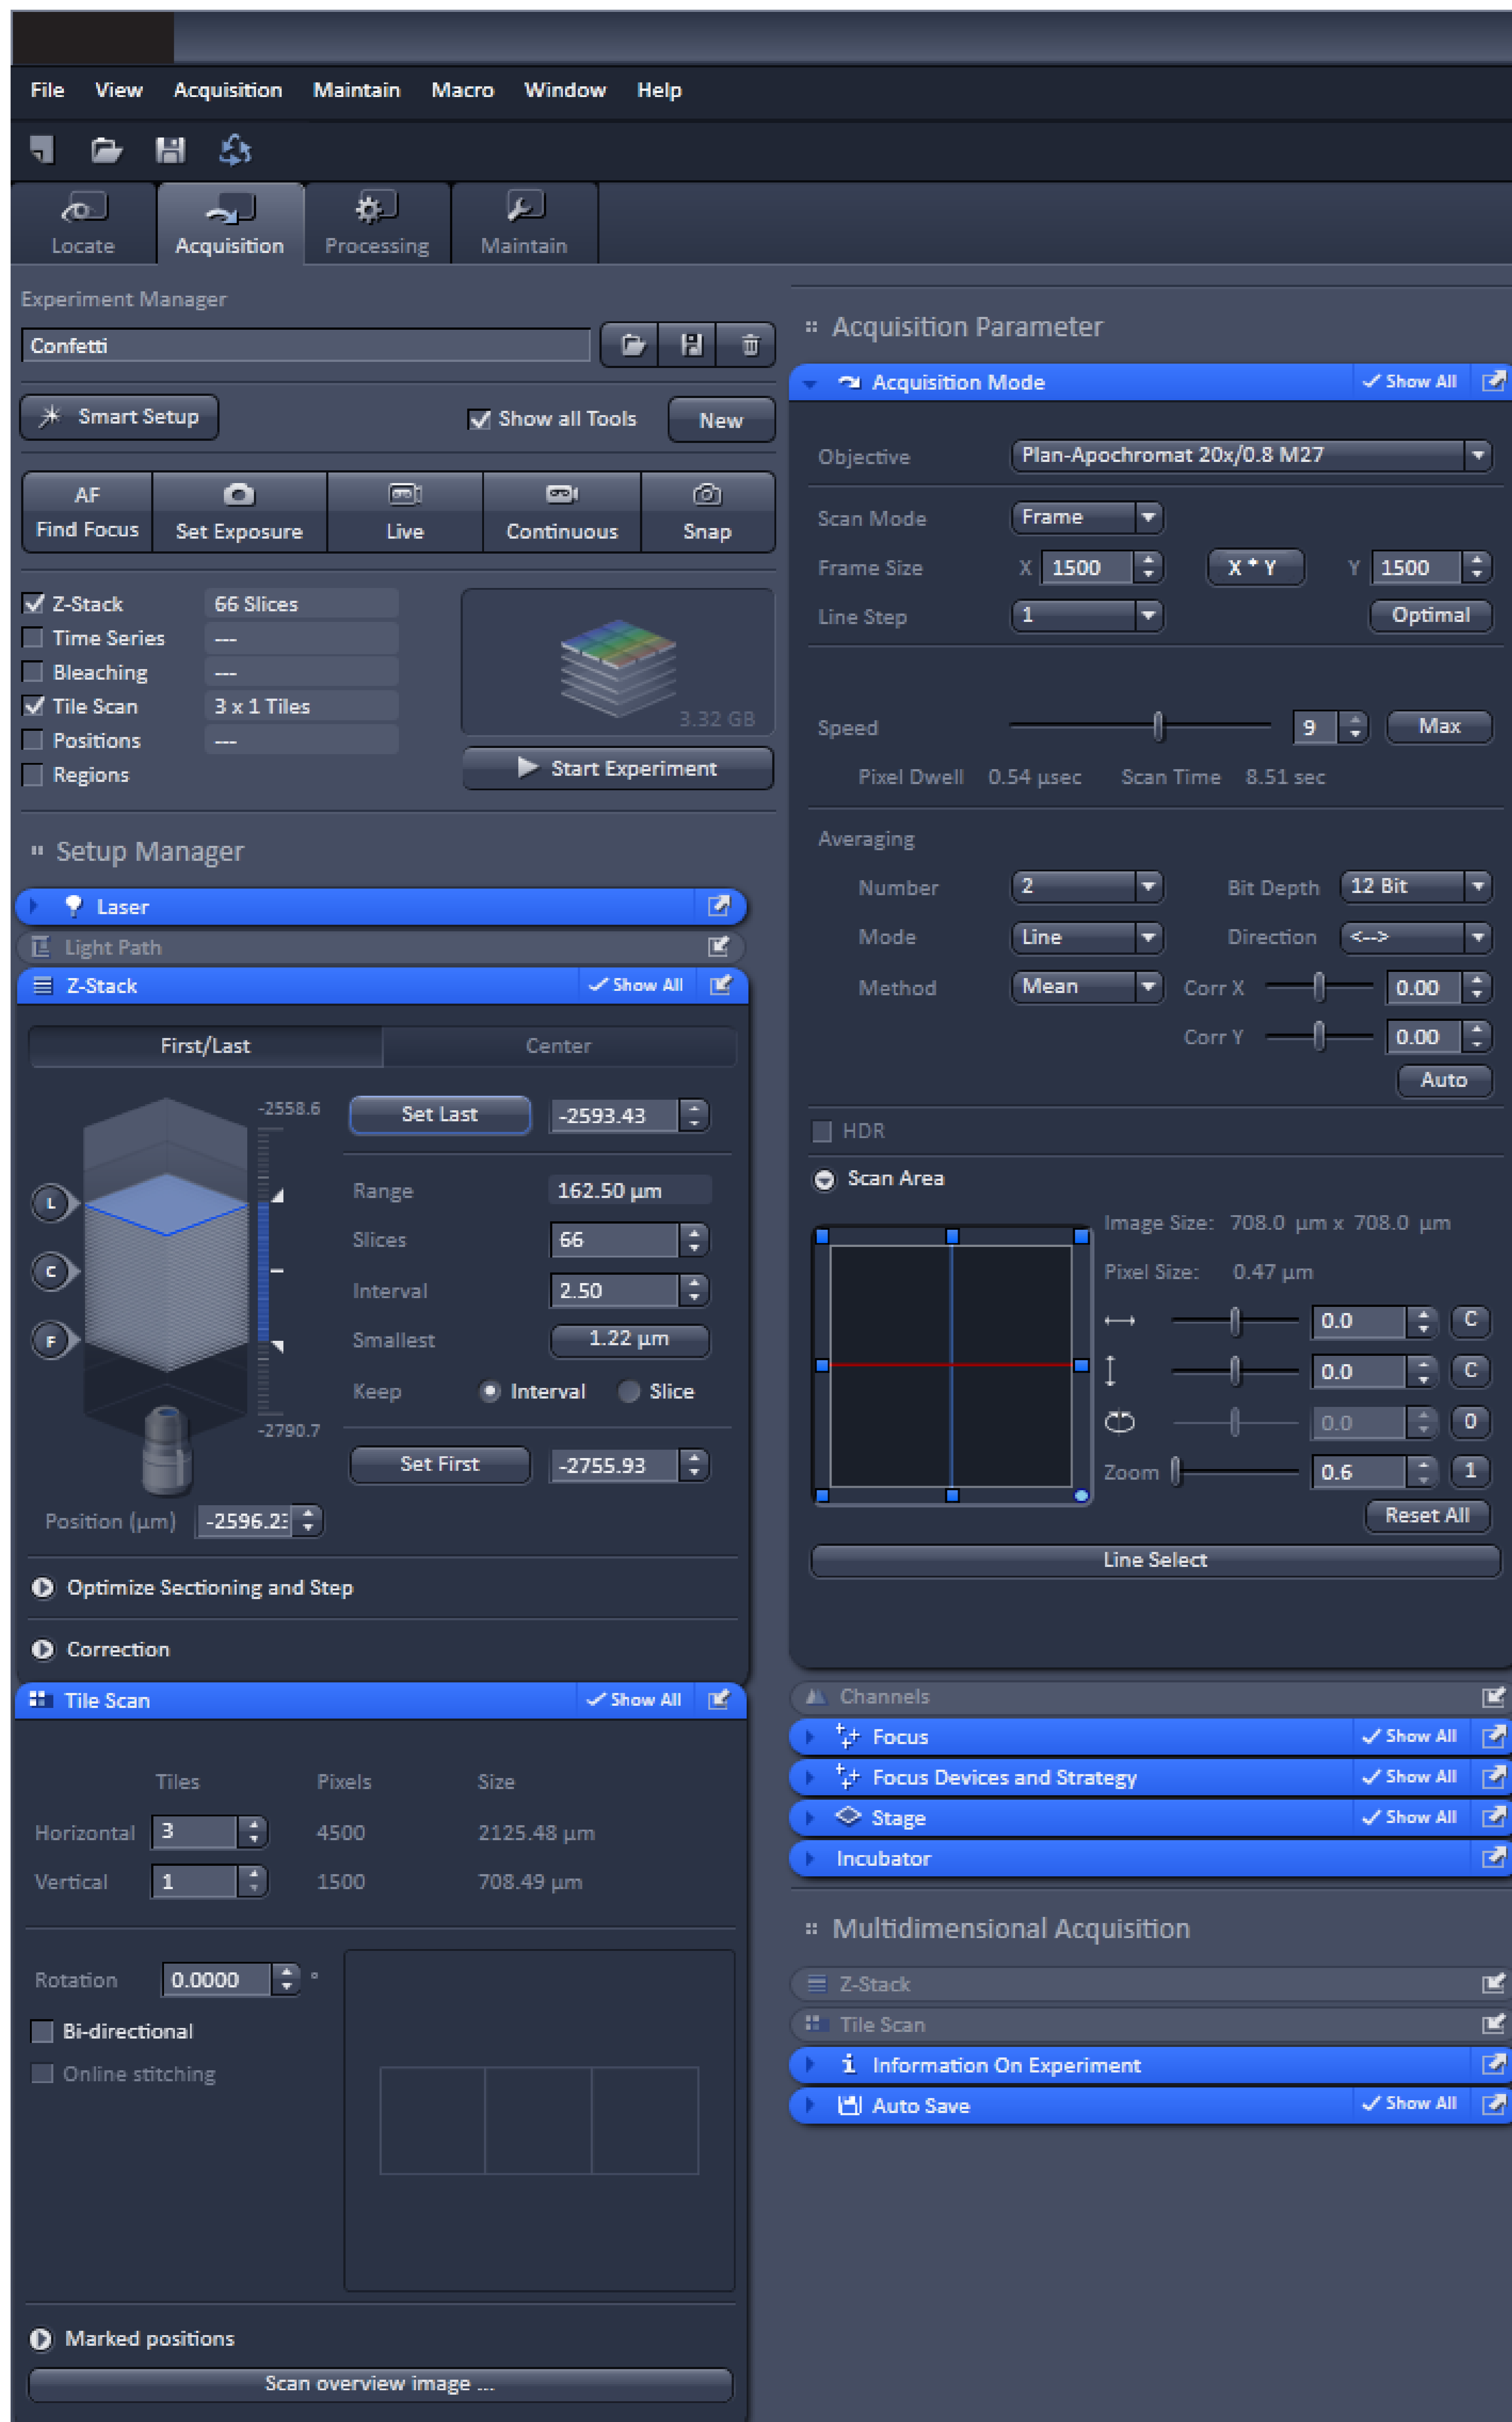 File View Acquisition Maintain Macro Window Help
Locate Acquisition Processing Maintain
Experiment Manager
Confetti
Smart Setup Show all Tools New
AF
Find Focus Set Exposure Live Continuous Snap
Z-Stack 66 Slices
Time Series ---
Bleaching ---
Tile Scan 3 x 1 Tiles
3.32 GB
Positions ---
Regions
Start Experiment
Setup Manager
Laser
Light Path
Z-Stack Show All
First/Last Center
-2558.6
Set Last -2593.43
Range 162.50 µm
L
Slices 66
C
Interval 2.50
F
Smallest 1.22 µm
Keep Interval Slice
-2790.7
Set First -2755.93
Position (µm) -2596.23
Optimize Sectioning and Step
Correction
Tile Scan Show All
Tiles Pixels Size
Horizontal 3 4500 2125.48 µm
Vertical 1 1500 708.49 µm
Rotation 0.0000 °
Bi-directional
Online stitching
Marked positions
Scan overview image ...
Acquisition Parameter
Acquisition Mode Show All
Objective Plan-Apochromat 20x/0.8 M27
Scan Mode Frame
Frame Size X 1500 X * Y Y 1500
Line Step 1 Optimal
Speed 9 Max
Pixel Dwell 0.54 µsec Scan Time 8.51 sec
Averaging
Number 2 Bit Depth 12 Bit
Mode Line Direction <-->
Method Mean Corr X 0.00
Corr Y 0.00
Auto
HDR
Scan Area
Image Size: 708.0 µm x 708.0 µm
Pixel Size: 0.47 µm
0.0 C
0.0 C
0.0 0
Zoom 0.6 1
Reset All
Line Select
Channels
Focus Show All
Focus Devices and Strategy Show All
Stage Show All
Incubator
Multidimensional Acquisition
Z-Stack
Tile Scan
i Information On Experiment
Auto Save Show All